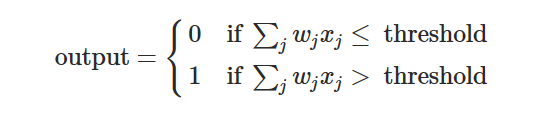 output = { 0 if ∑_j w_j x_j ≤ threshold
1 if ∑_j w_j x_j > threshold